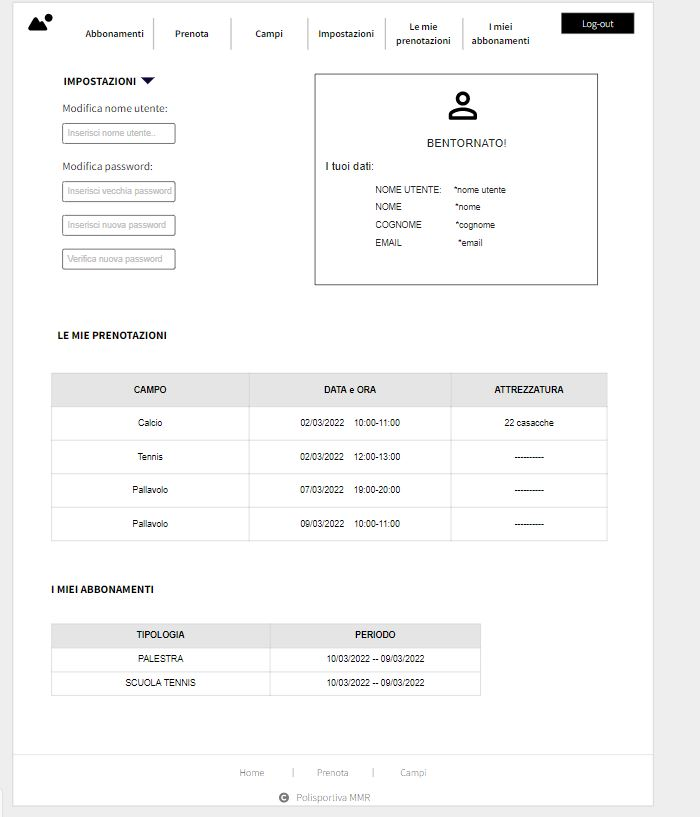 Abbonamenti
Prenota
Campi
Impostazioni
Le mie
prenotazioni
I miei
abbonamenti
Log-out
IMPOSTAZIONI
Modifica nome utente:
Inserisci nome utente..
Modifica password:
Inserisci vecchia password
Inserisci nuova password
Verifica nuova password
BENTORNATO!
I tuoi dati:
NOME UTENTE: *nome utente
NOME *nome
COGNOME *cognome
EMAIL *email
LE MIE PRENOTAZIONI
CAMPO DATA e ORA ATTREZZATURA
Calcio 02/03/2022 10:00-11:00 22 casacche
Tennis 02/03/2022 12:00-13:00 ----------
Pallavolo 07/03/2022 19:00-20:00 ----------
Pallavolo 09/03/2022 10:00-11:00 ----------
I MIEI ABBONAMENTI
TIPOLOGIA PERIODO
PALESTRA 10/03/2022 -- 09/03/2022
SCUOLA TENNIS 10/03/2022 -- 09/03/2022
Home | Prenota | Campi
© Polisportiva MMR